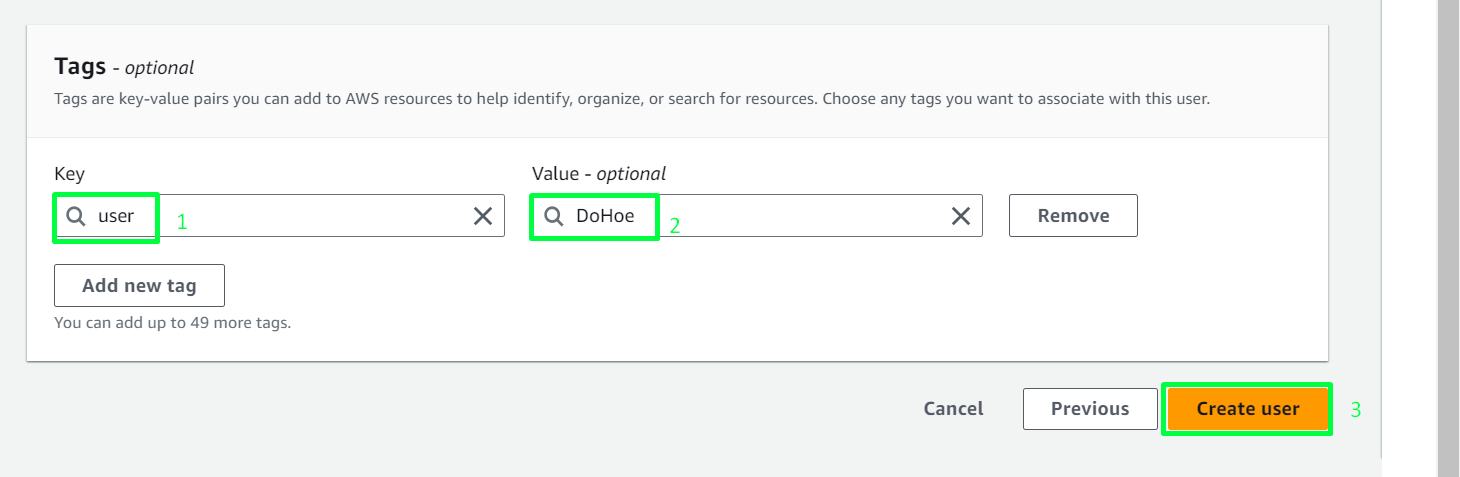 Tags - optional
Tags are key-value pairs you can add to AWS resources to help identify, organize, or search for resources. Choose any tags you want to associate with this user.
Key
Value - optional
user 1
DoHoe 2
Remove
Add new tag
You can add up to 49 more tags.
Cancel
Previous
Create user 3